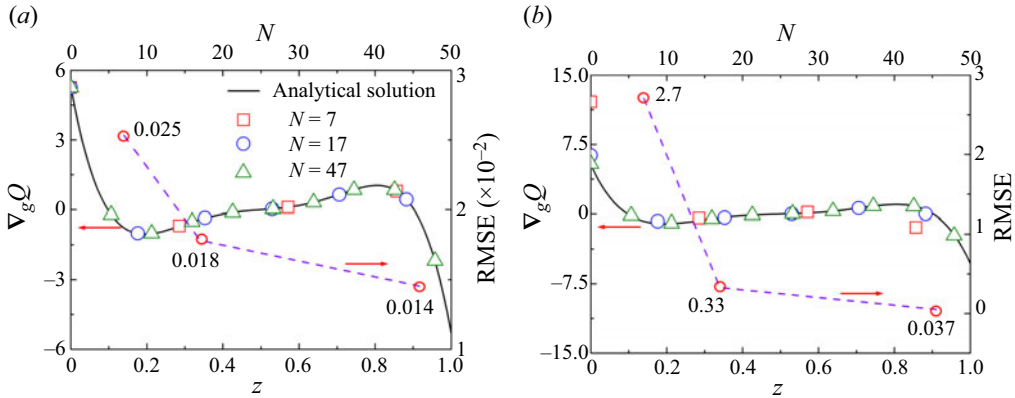 (a)
N
0 10 20 30 40 50
6
3
0
−3
−6
∇gQ
Analytical solution
N = 7
N = 17
N = 47
0.025
0.018
0.014
3
2
1
RMSE (×10−2)
0 0.2 0.4 0.6 0.8 1.0
z
(b)
N
0 10 20 30 40 50
15.0
7.5
0
−7.5
−15.0
∇gQ
2.7
0.33
0.037
3
2
1
0
RMSE
0 0.2 0.4 0.6 0.8 1.0
z